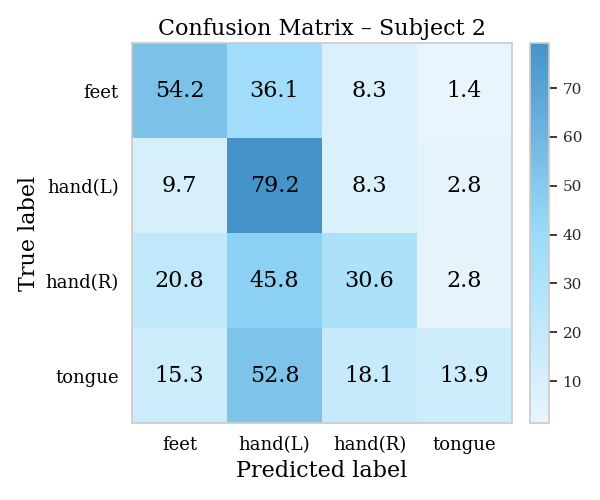 Confusion Matrix – Subject 2
feet 54.2 36.1 8.3 1.4
hand(L) 9.7 79.2 8.3 2.8
hand(R) 20.8 45.8 30.6 2.8
tongue 15.3 52.8 18.1 13.9
feet hand(L) hand(R) tongue
Predicted label
True label
70
60
50
40
30
20
10